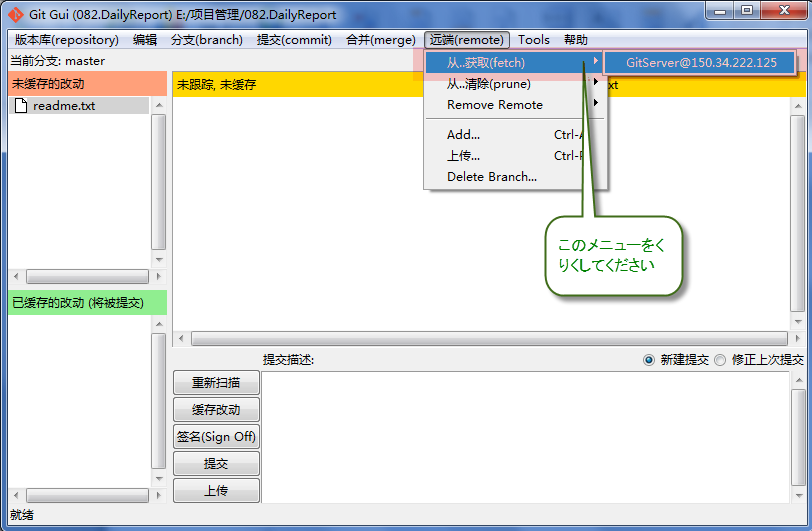 Git Gui (082.DailyReport) E:/项目管理/082.DailyReport
版本库(repository) 编辑 分支(branch) 提交(commit) 合并(merge) 远端(remote) Tools 帮助
当前分支: master
从..获取(fetch)
GitServer@150.34.222.125
从..清除(prune)
Remove Remote
Add... Ctrl-A
上传... Ctrl-P
Delete Branch...
未缓存的改动
readme.txt
未跟踪, 未缓存
xt
このメニューをく
りくしてください
已缓存的改动 (将被提交)
提交描述:
新建提交 修正上次提交
重新扫描
缓存改动
签名(Sign Off)
提交
上传
就绪